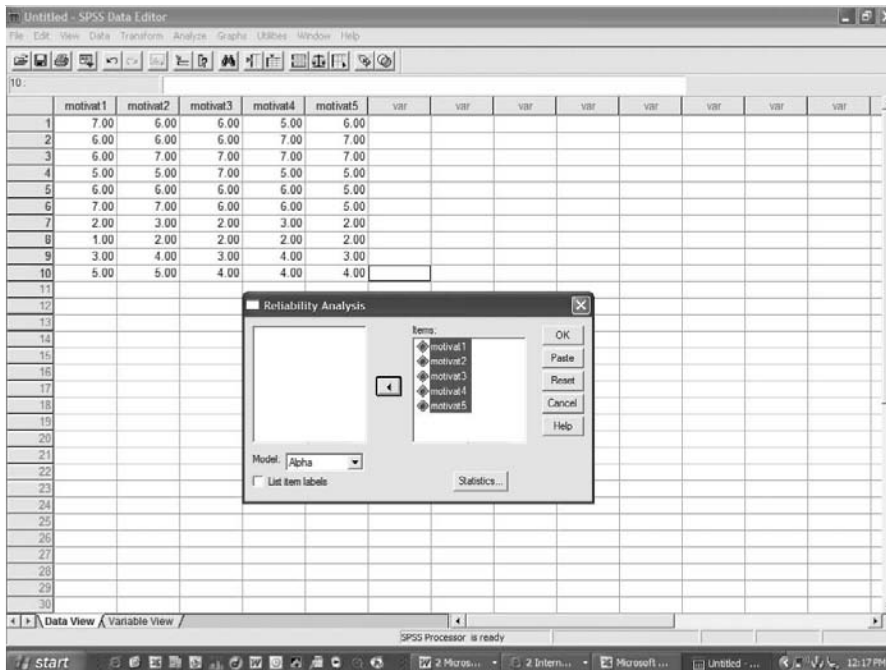 Untitled - SPSS Data Editor
File Edit View Data Transform Analyze Graphs Utilities Window Help
10 :
motivat1 motivat2 motivat3 motivat4 motivat5 var var var var var var var var
1 7.00 6.00 6.00 5.00 6.00
2 6.00 6.00 6.00 7.00 7.00
3 6.00 7.00 7.00 7.00 7.00
4 5.00 5.00 7.00 5.00 5.00
5 6.00 6.00 6.00 6.00 5.00
6 7.00 7.00 6.00 6.00 5.00
7 2.00 3.00 2.00 3.00 2.00
8 1.00 2.00 2.00 2.00 2.00
9 3.00 4.00 3.00 4.00 3.00
10 5.00 5.00 4.00 4.00 4.00
11
12
13
14
15
16
17
18
19
20
21
22
23
24
25
26
27
28
29
30
Reliability Analysis
Items:
motivat1
motivat2
motivat3
motivat4
motivat5
OK
Paste
Reset
Cancel
Help
Model: Alpha
List item labels
Statistics...
Data View Variable View
SPSS Processor is ready
start 2 Micros... 2 Intern... Microsoft ... Untitled - ... 12:17PM